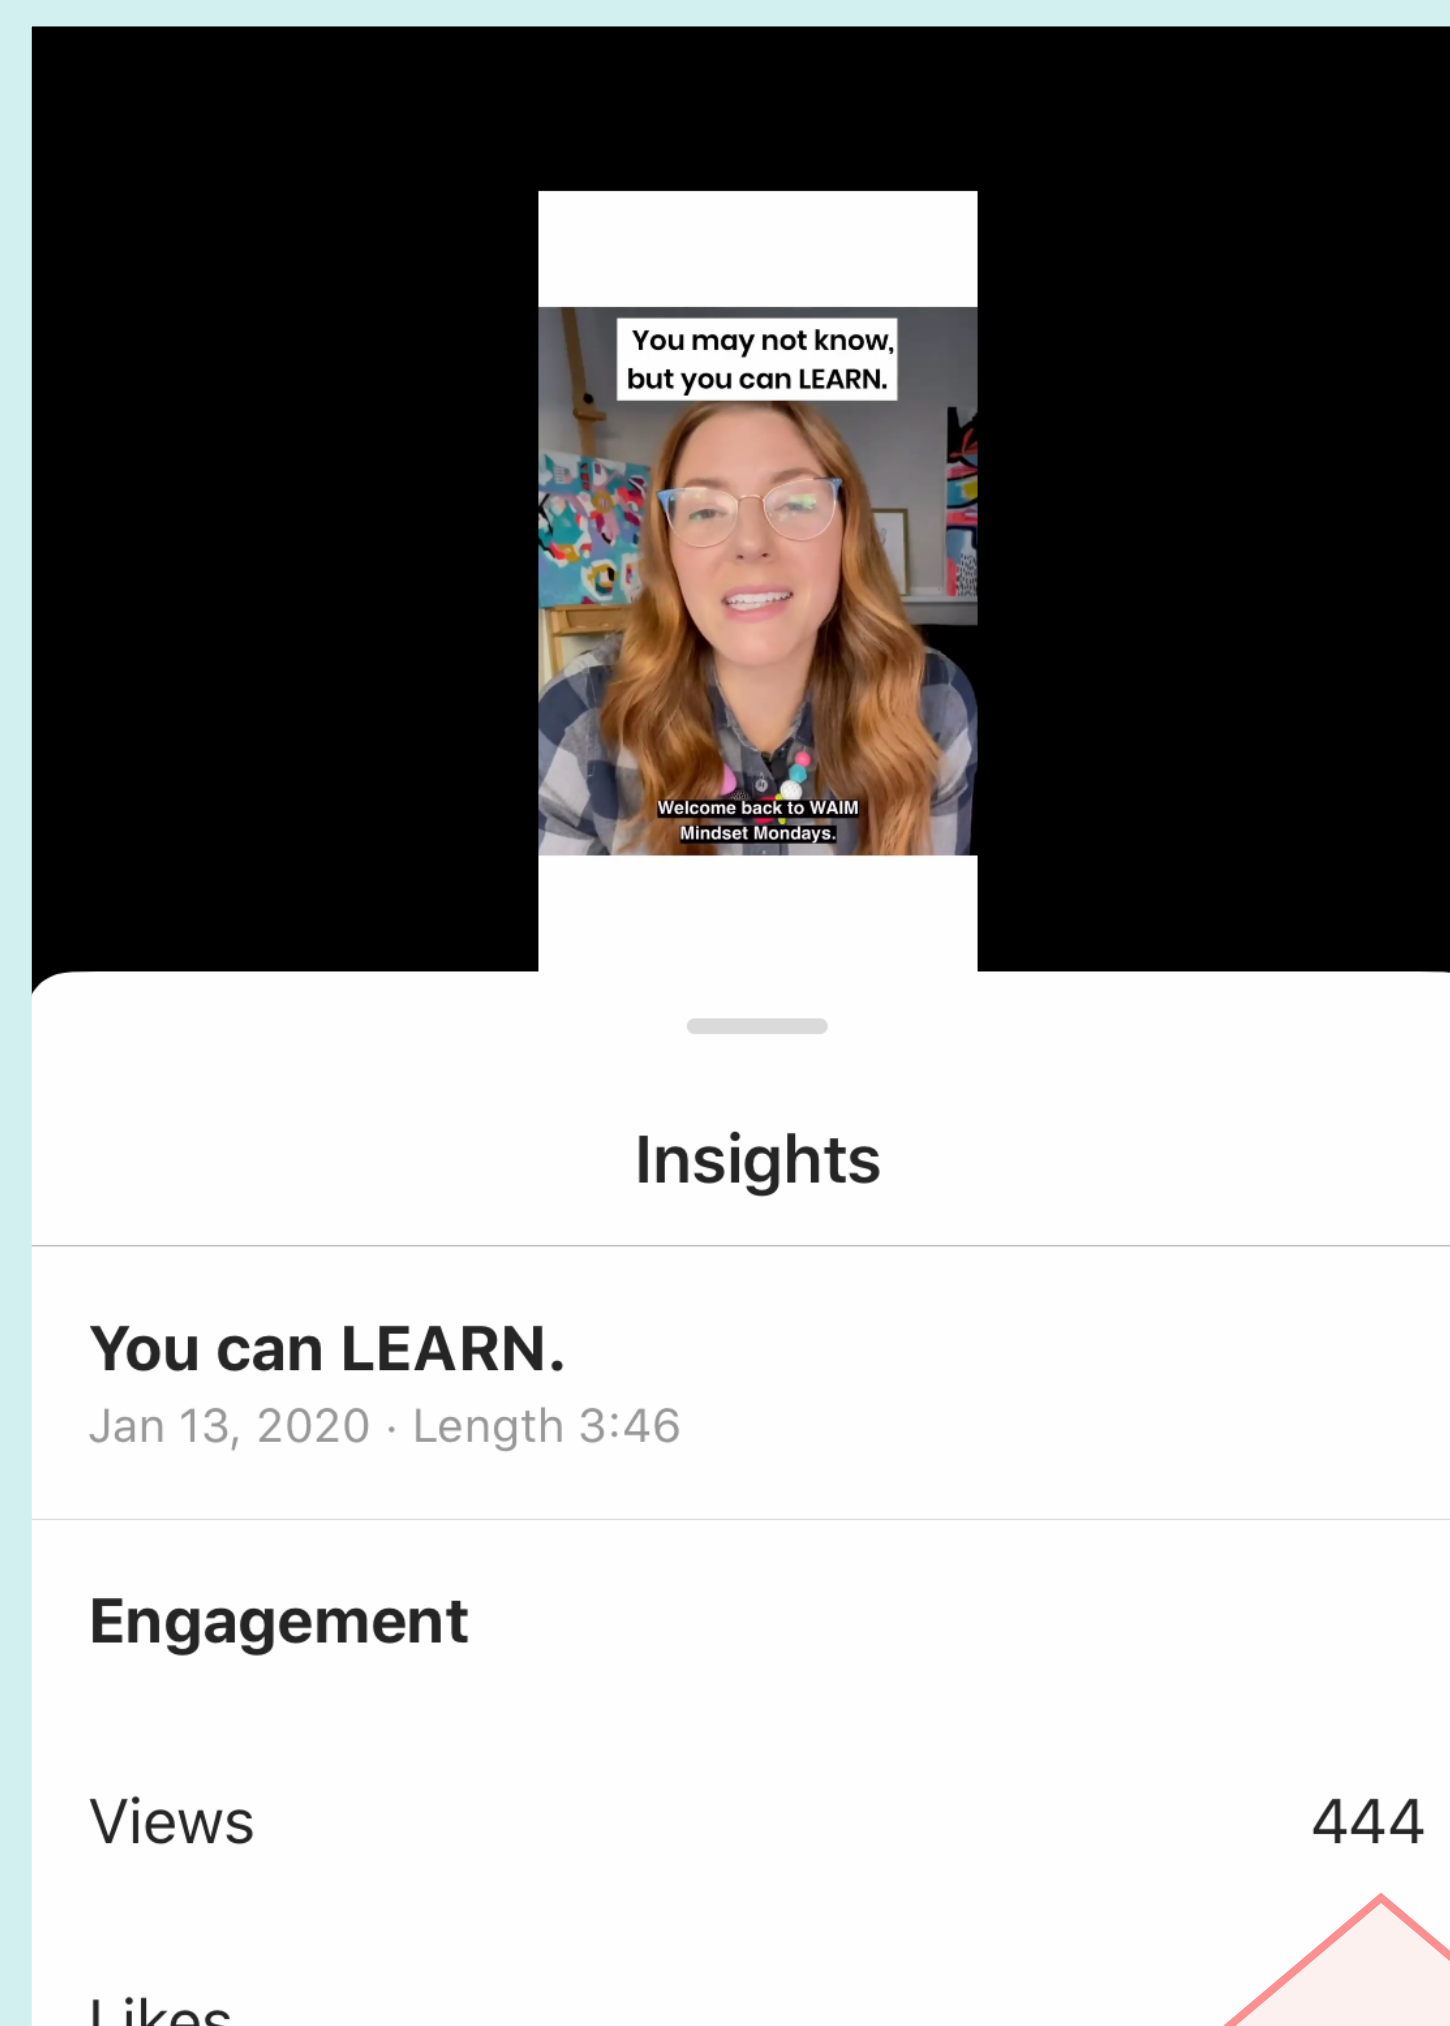 You may not know,
but you can LEARN.
Welcome back to WAIM
Mindset Mondays.
Insights
You can LEARN.
Jan 13, 2020 · Length 3:46
Engagement
Views 444
Likes